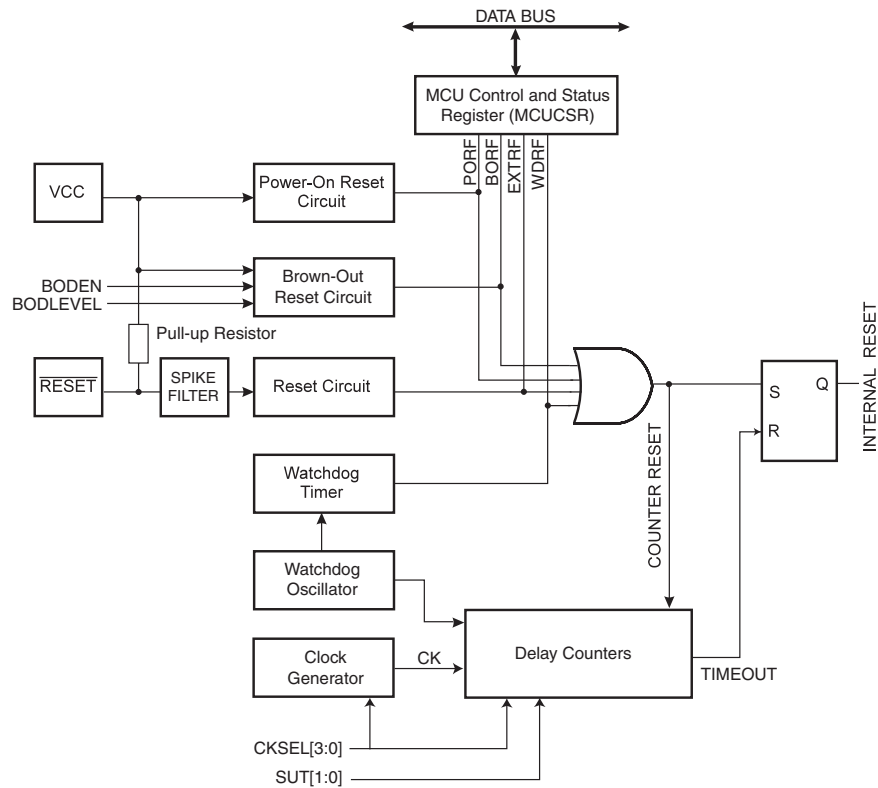 DATA BUS
MCU Control and Status
Register (MCUCSR)
PORF
BORF
EXTRF
WDRF
VCC
Power-On Reset
Circuit
BODEN
BODLEVEL
Brown-Out
Reset Circuit
Pull-up Resistor
RESET
SPIKE
FILTER
Reset Circuit
S
R
Q
INTERNAL RESET
COUNTER RESET
Watchdog
Timer
Watchdog
Oscillator
Clock
Generator
CK
Delay Counters
TIMEOUT
CKSEL[3:0]
SUT[1:0]